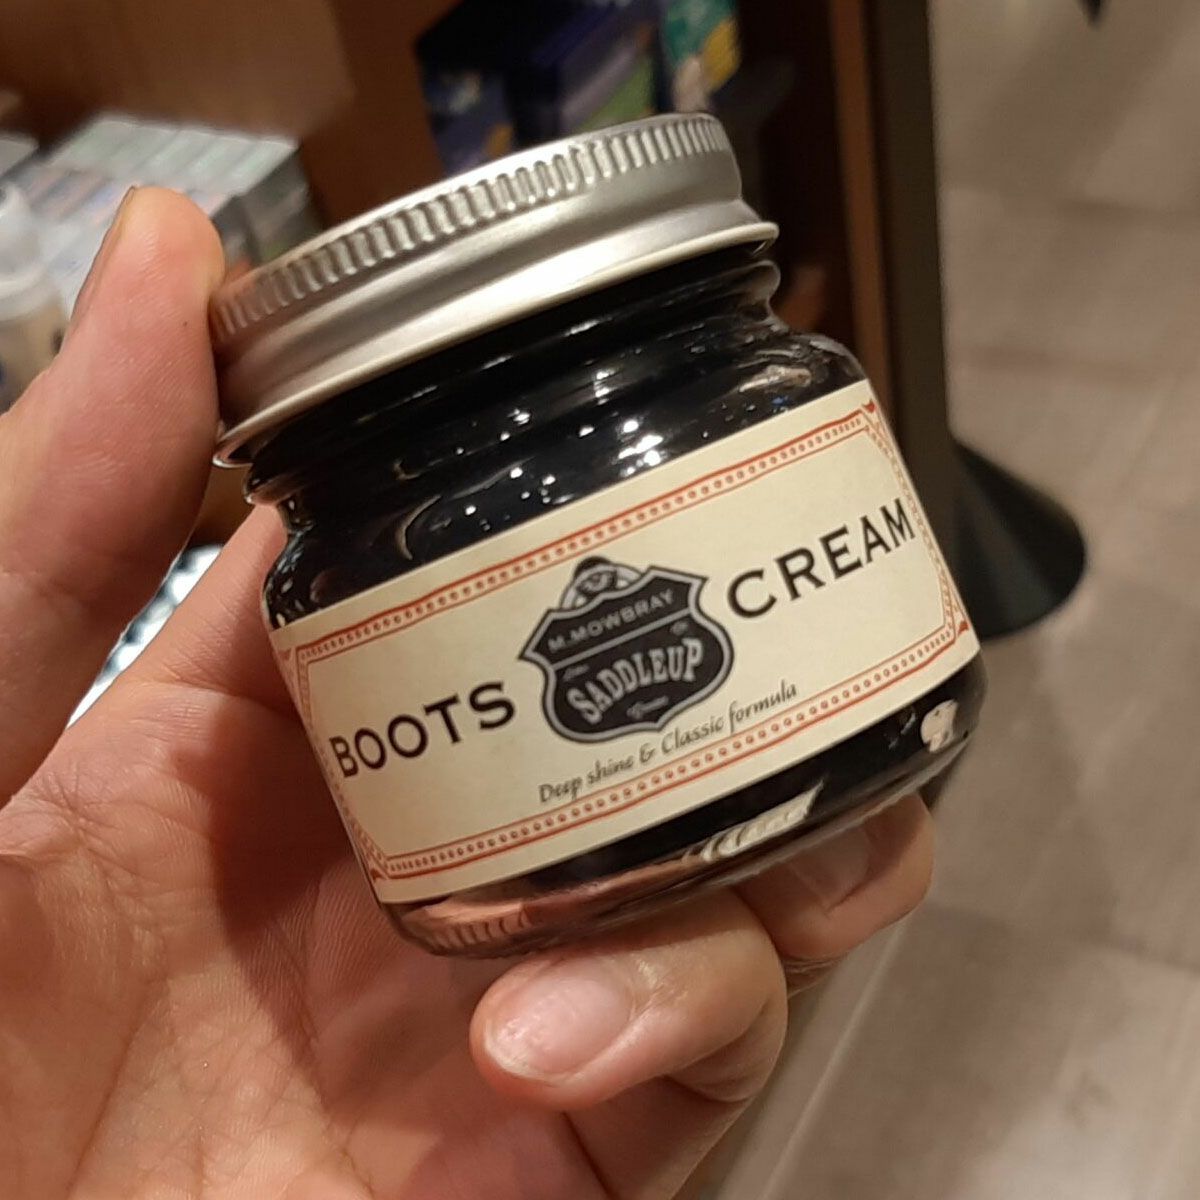 BOOTS
M.MOWBRAY
SADDLEUP
CREAM
Deep shine & Classic formula